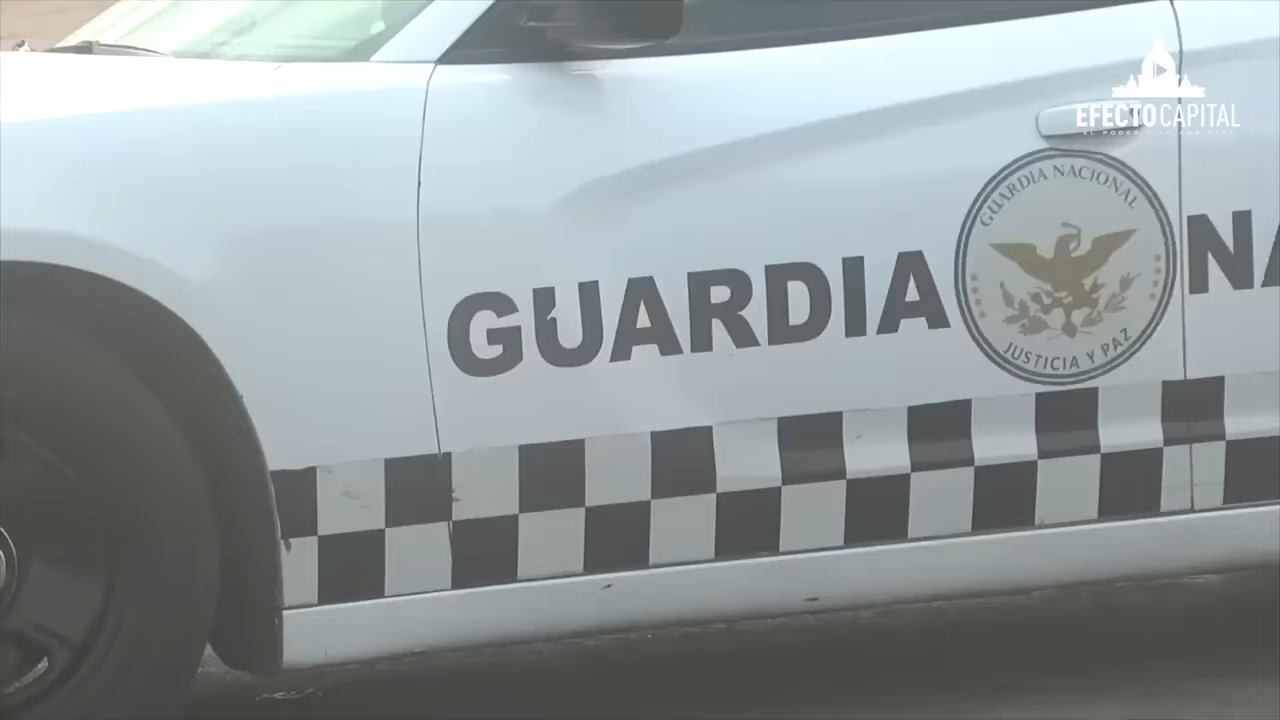 EFECTO CAPITAL
GUARDIA NA
GUARDIA NACIONAL
JUSTICIA Y PAZ